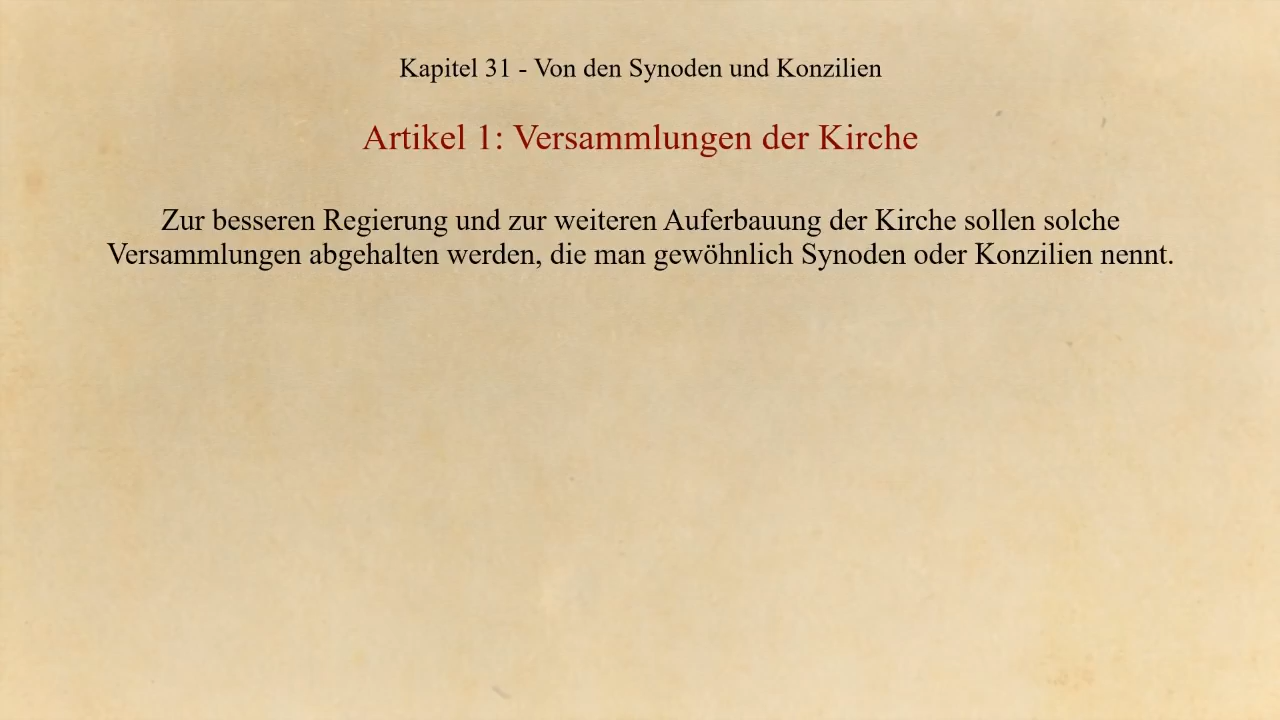 Kapitel 31 - Von den Synoden und Konzilien
Artikel 1: Versammlungen der Kirche
Zur besseren Regierung und zur weiteren Auferbauung der Kirche sollen solche
Versammlungen abgehalten werden, die man gewöhnlich Synoden oder Konzilien nennt.